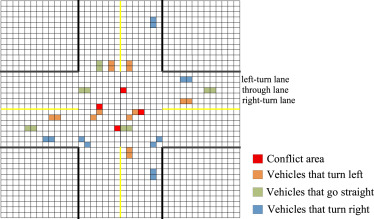 left-turn lane
through lane
right-turn lane
Conflict area
Vehicles that turn left
Vehicles that go straight
Vehicles that turn right